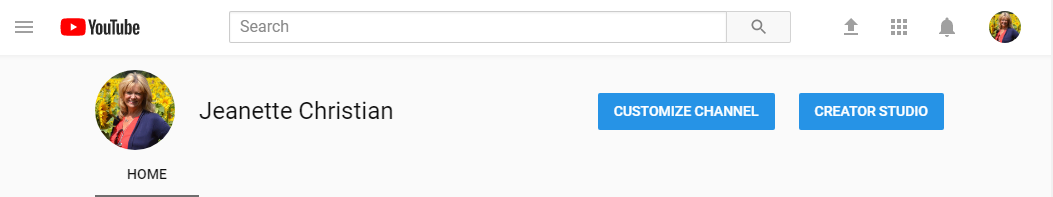 YouTube
Search
Jeanette Christian
CUSTOMIZE CHANNEL
CREATOR STUDIO
HOME